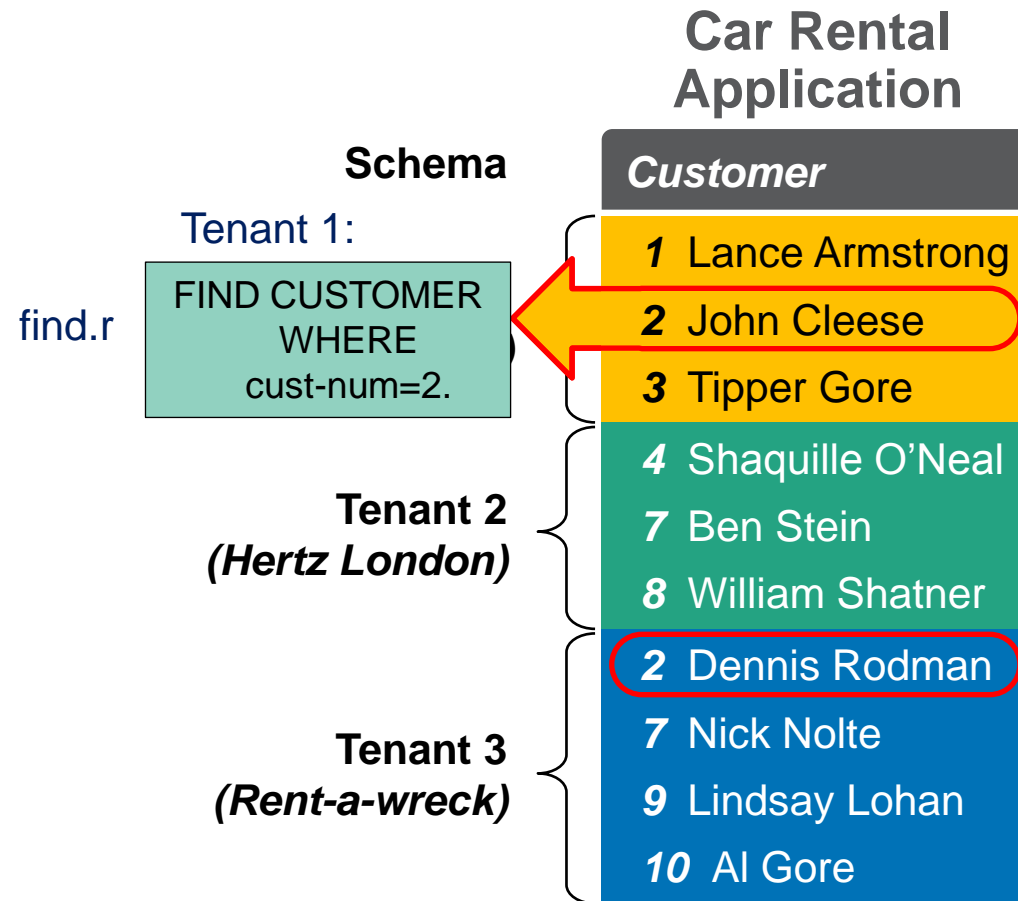 Car Rental
Application
Schema
Customer
Tenant 1:
find.r
FIND CUSTOMER
WHERE
cust-num=2.
)
1 Lance Armstrong
2 John Cleese
3 Tipper Gore
Tenant 2
(Hertz London)
4 Shaquille O’Neal
7 Ben Stein
8 William Shatner
Tenant 3
(Rent-a-wreck)
2 Dennis Rodman
7 Nick Nolte
9 Lindsay Lohan
10 Al Gore